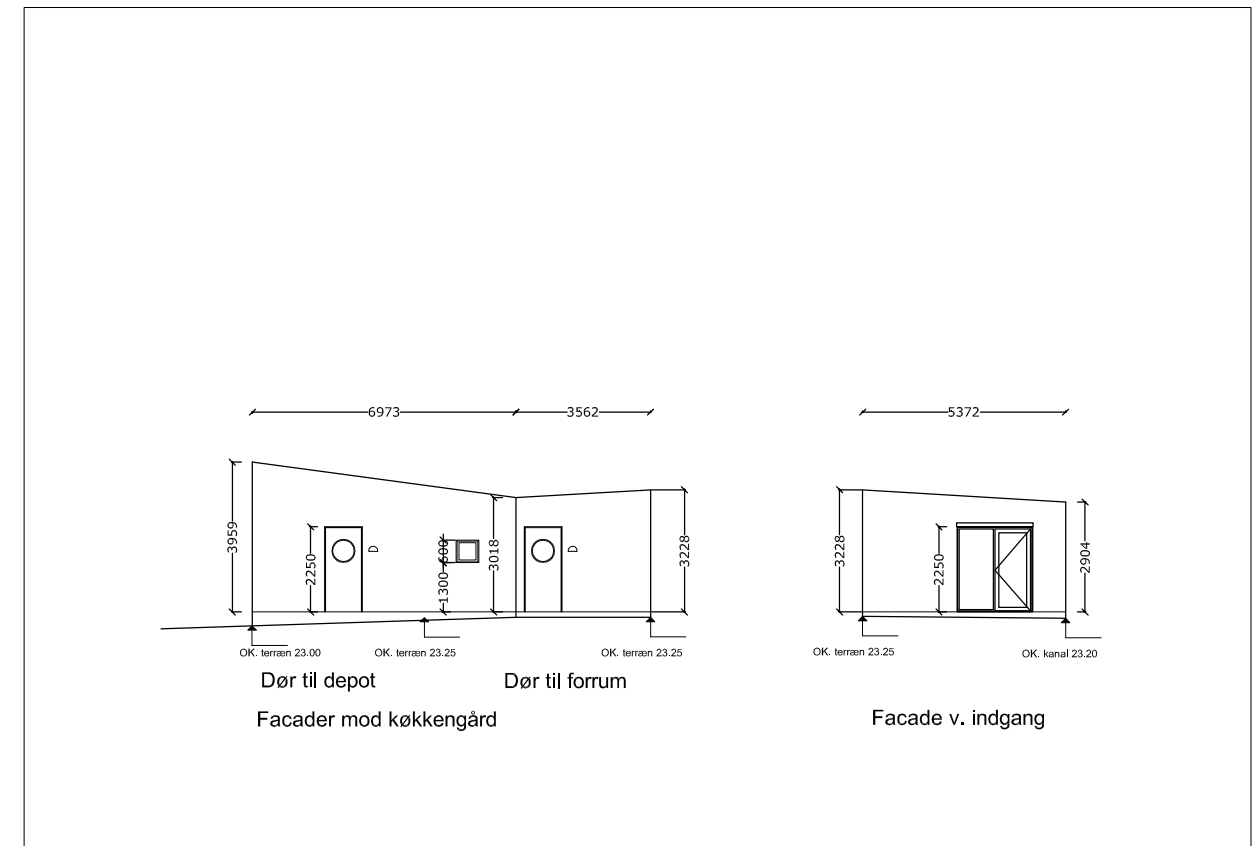 6973
3562
5372
3959
2250
D
600
1300
3018
D
3228
3228
2250
2904
OK. terræn 23.00
OK. terræn 23.25
OK. terræn 23.25
OK. terræn 23.25
OK. kanal 23.20
Dør til depot
Dør til forrum
Facader mod køkkengård
Facade v. indgang